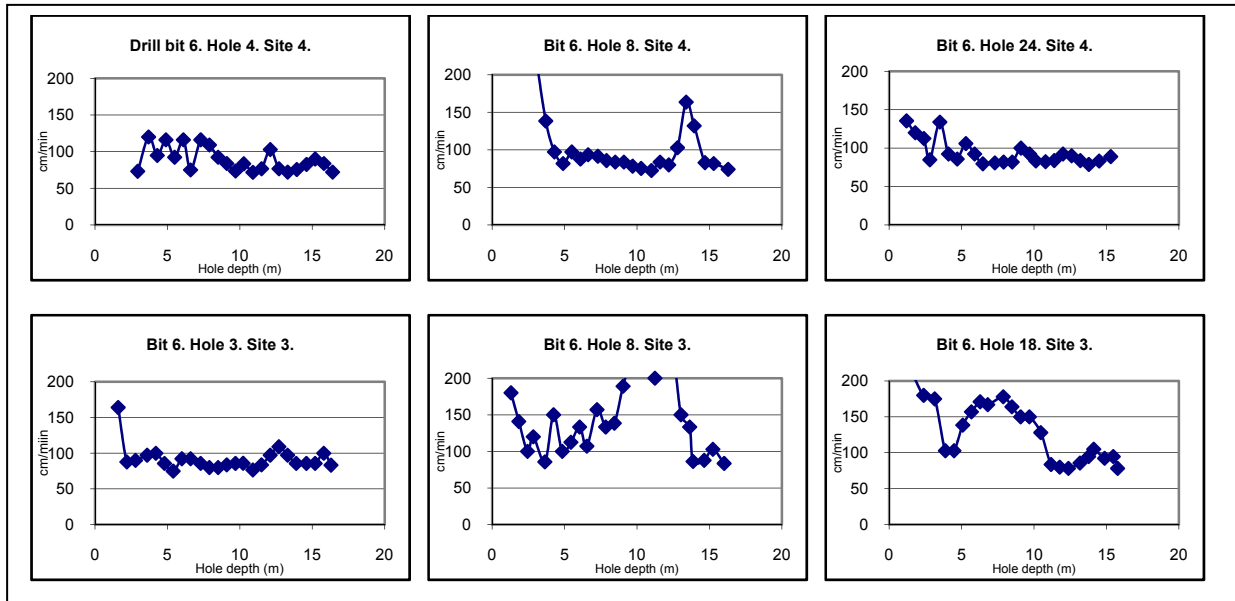 Drill bit 6. Hole 4. Site 4.
200
150
100
50
0
cm/min
0 5 10 15 20
Hole depth (m)
Bit 6. Hole 8. Site 4.
200
150
100
50
0
0 5 10 15 20
Hole depth (m)
Bit 6. Hole 24. Site 4.
200
150
100
50
0
cm/min
0 5 10 15 20
Hole depth (m)
Bit 6. Hole 3. Site 3.
200
150
100
50
0
cm/miin
0 5 10 15 20
Hole depth (m)
Bit 6. Hole 8. Site 3.
200
150
100
50
0
cm/min
0 5 10 15 20
Hole depth (m)
Bit 6. Hole 18. Site 3.
200
150
100
50
0
cm/min
0 5 10 15 20
Hole depth (m)